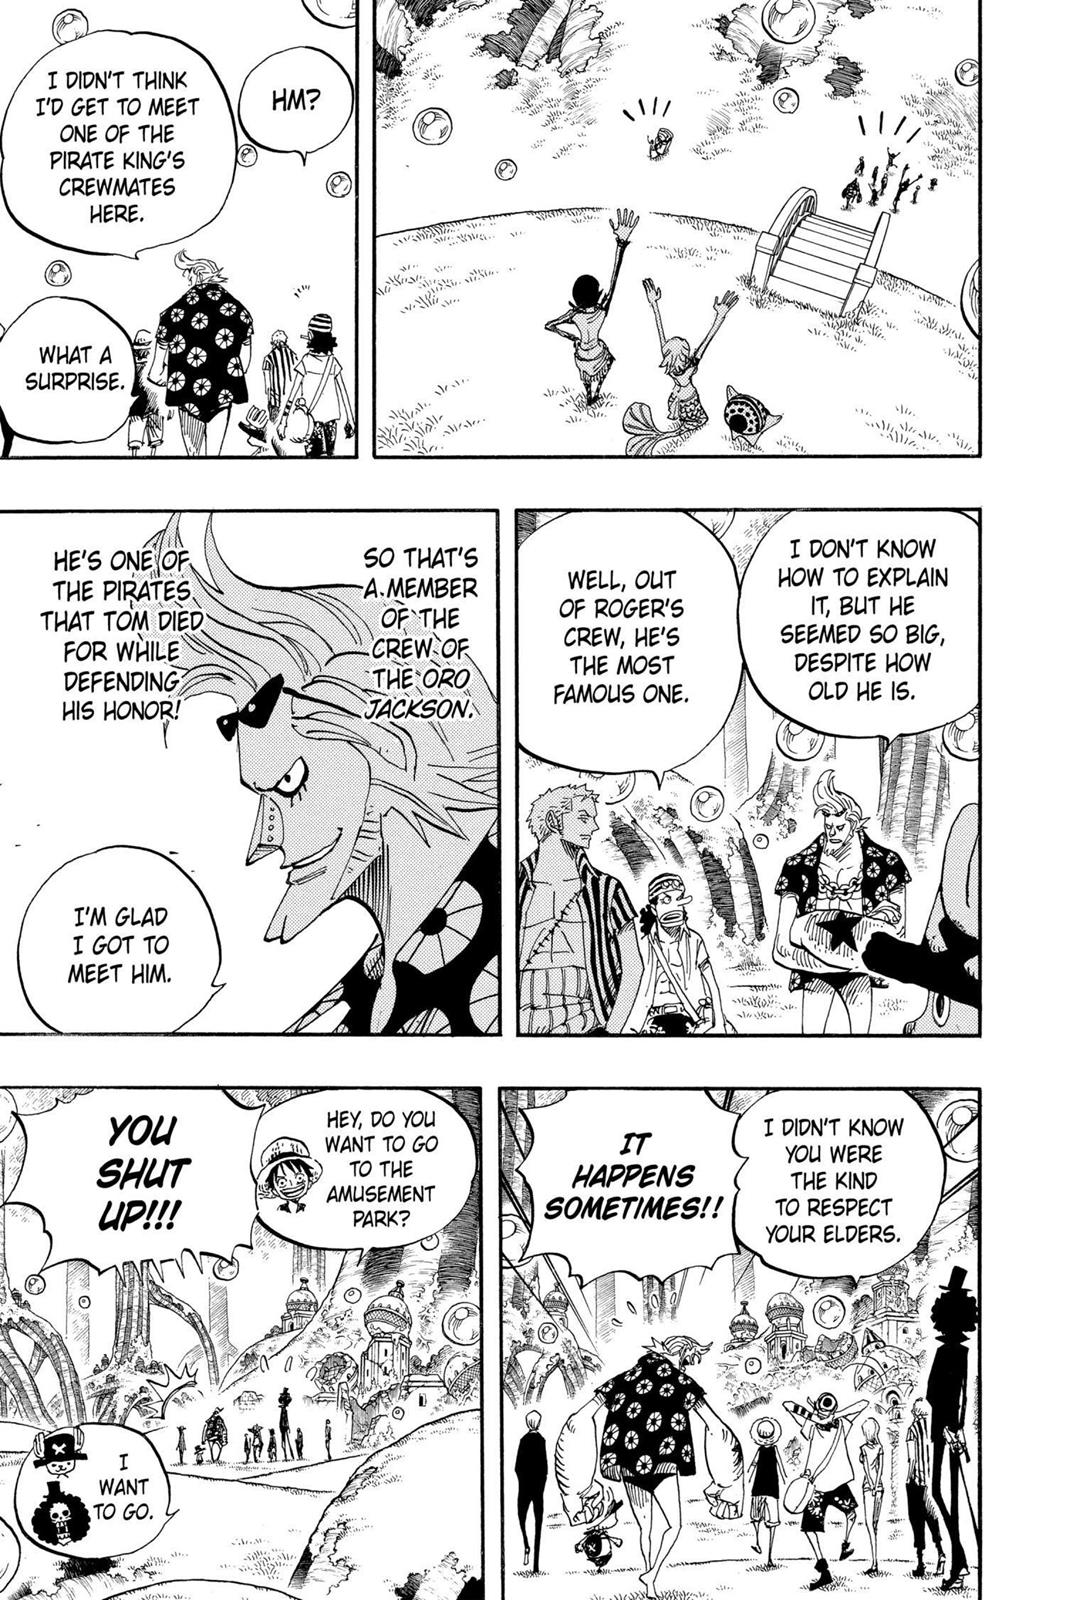 HM?
I DIDN'T THINK
I'D GET TO MEET
ONE OF THE
PIRATE KING'S
CREWMATES
HERE.
WHAT A
SURPRISE.
I DON'T KNOW
HOW TO EXPLAIN
IT, BUT HE
SEEMED SO BIG,
DESPITE HOW
OLD HE IS.
WELL, OUT
OF ROGER'S
CREW, HE'S
THE MOST
FAMOUS ONE.
SO THAT'S
A MEMBER
OF THE
CREW OF
THE ORO
JACKSON.
HE'S ONE OF
THE PIRATES
THAT TOM DIED
FOR WHILE
DEFENDING
HIS HONOR!
I'M GLAD
I GOT TO
MEET HIM.
I DIDN'T KNOW
YOU WERE
THE KIND
TO RESPECT
YOUR ELDERS.
IT
HAPPENS
SOMETIMES!!
HEY, DO YOU
WANT TO GO
TO THE
AMUSEMENT
PARK?
YOU
SHUT
UP!!!
I
WANT
TO GO.